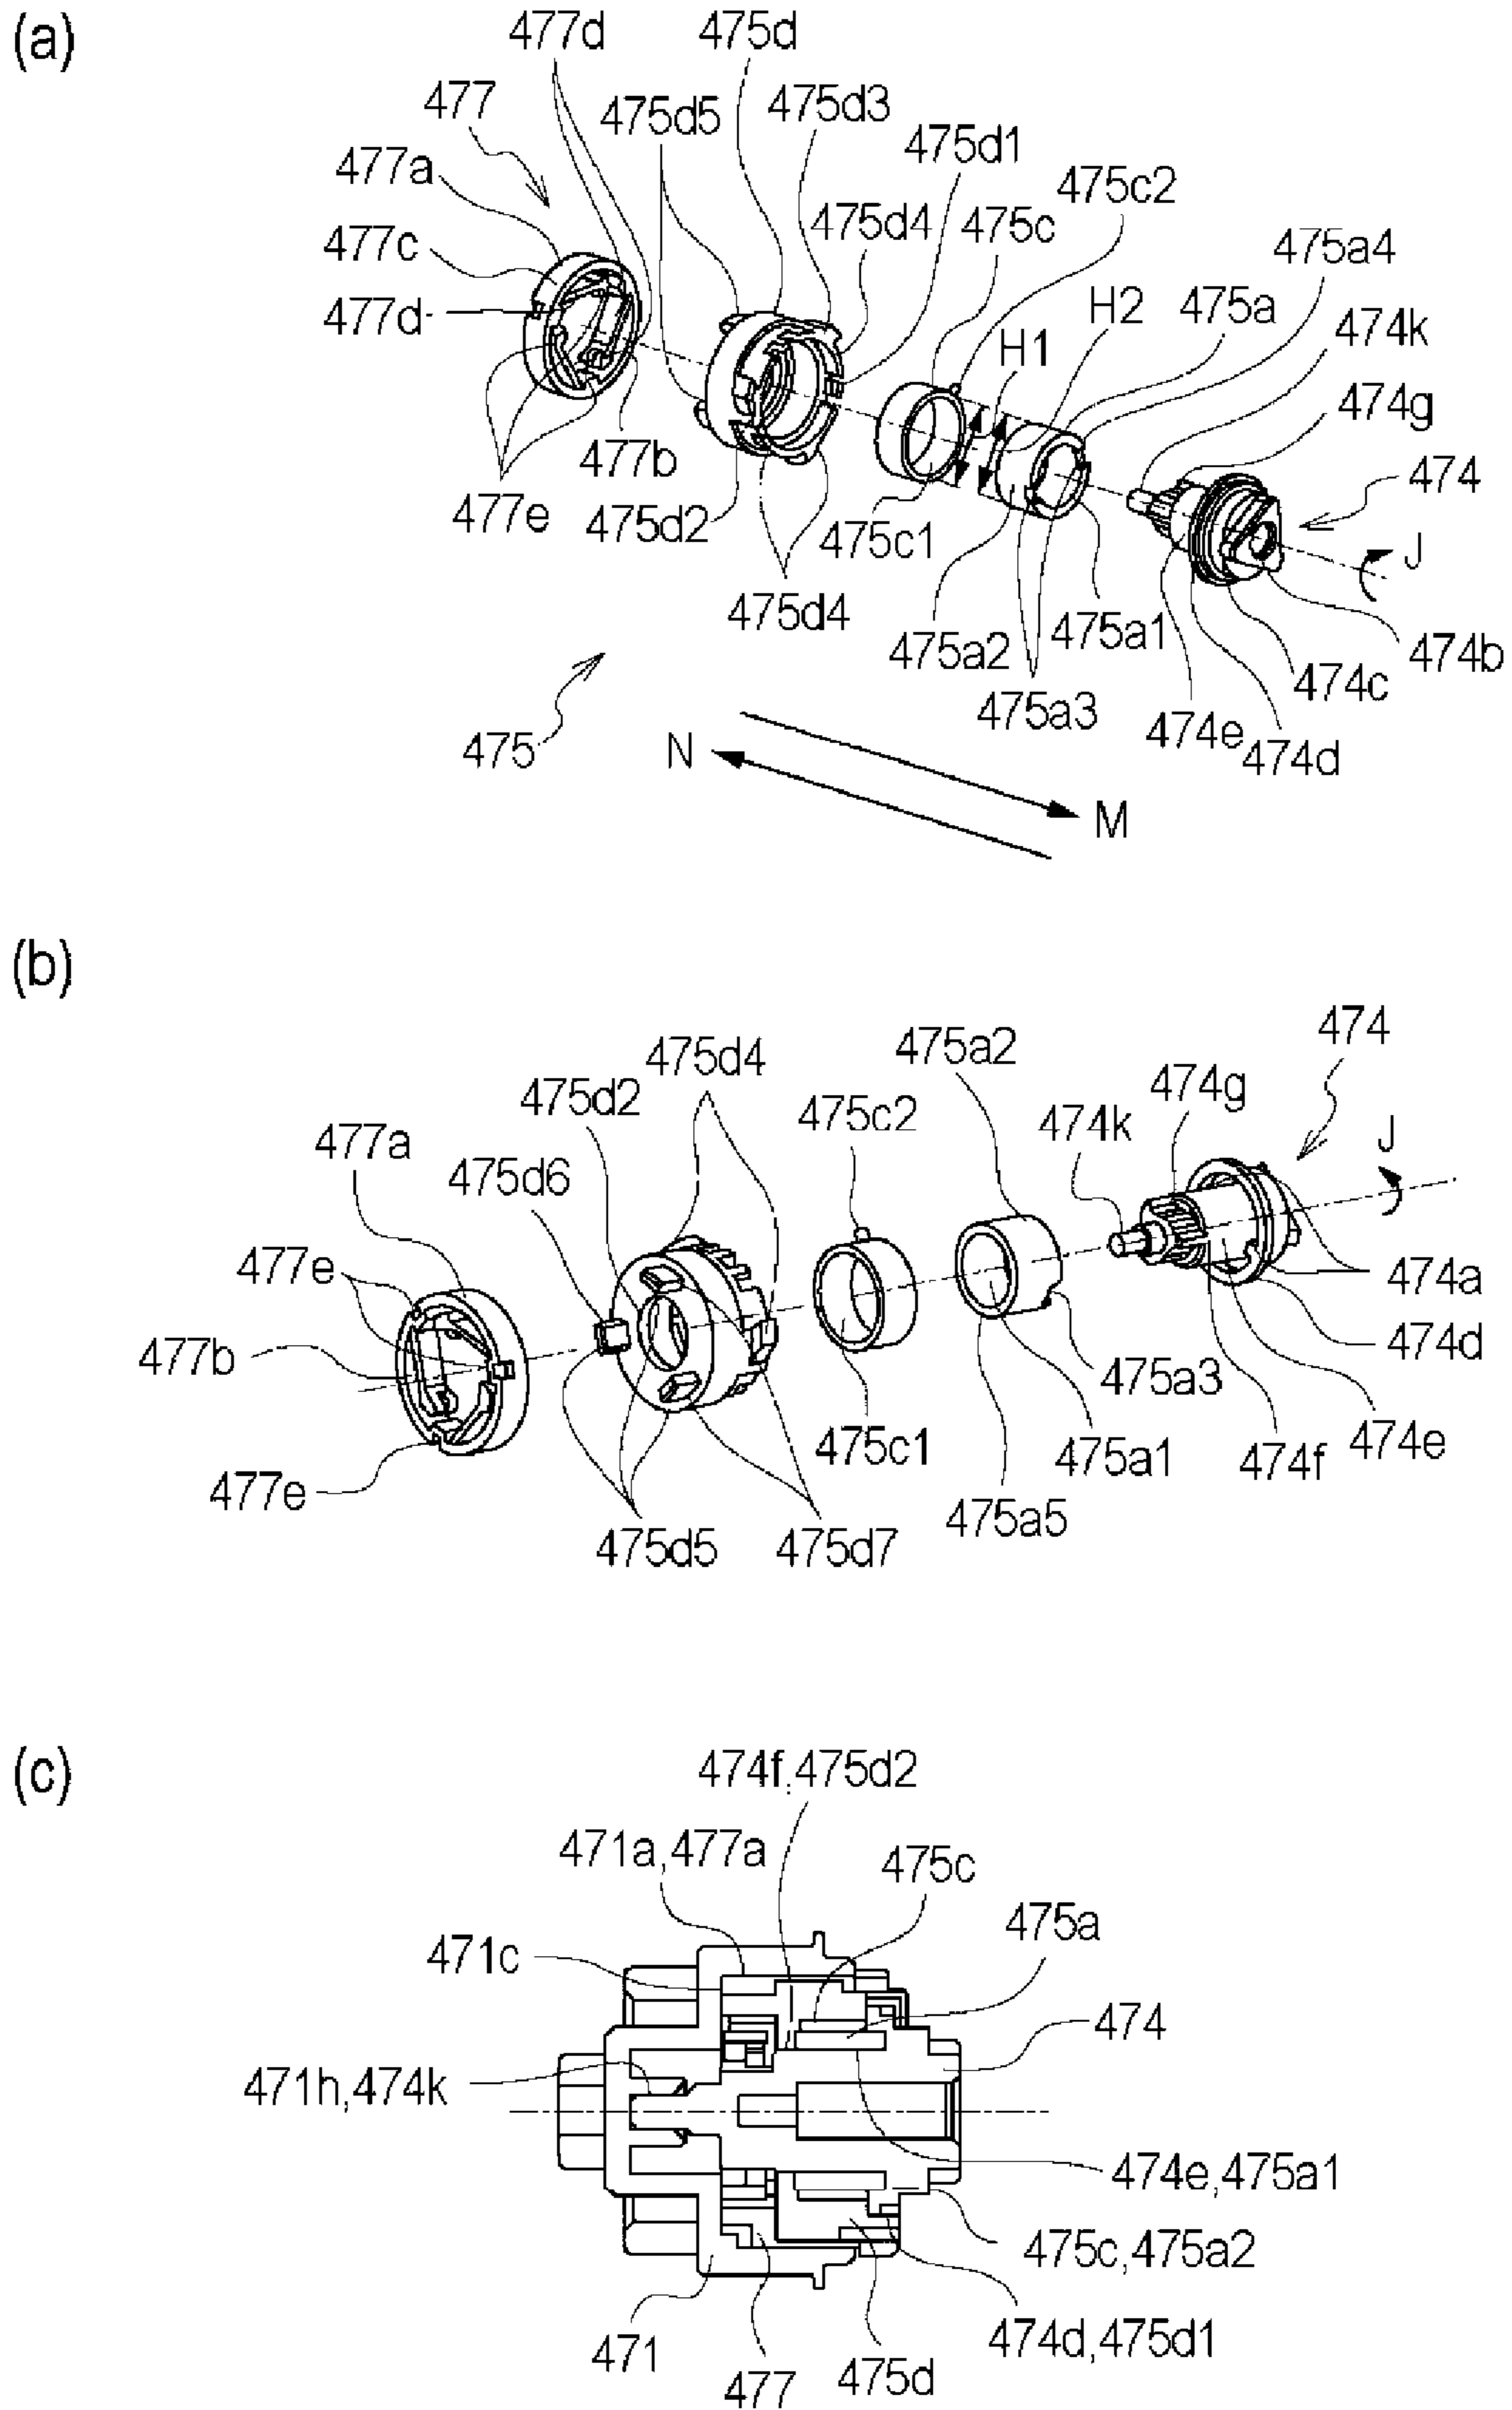 (a)
477d 475d
477 475d5 475d3
475d1
477a 475c2
477c 475d4 475c 475a4
477d H1 H2 475a 474k
474g
477b 474
477e 475d2 475c1 J
475d4 475a2 475a1 474b
475a3 474c
475 N 474e 474d
M
(b)
475d4 475a2 474
475d2 475c2 474g
477a 475d6 474k J
477e
474a
477b 475a3 474d
475c1 475a1 474f 474e
477e 475d5 475d7 475a5
(c)
474f,475d2
471a,477a 475c
471c 475a
474
471h,474k
474e,475a1
475c,475a2
471 477 475d 474d,475d1